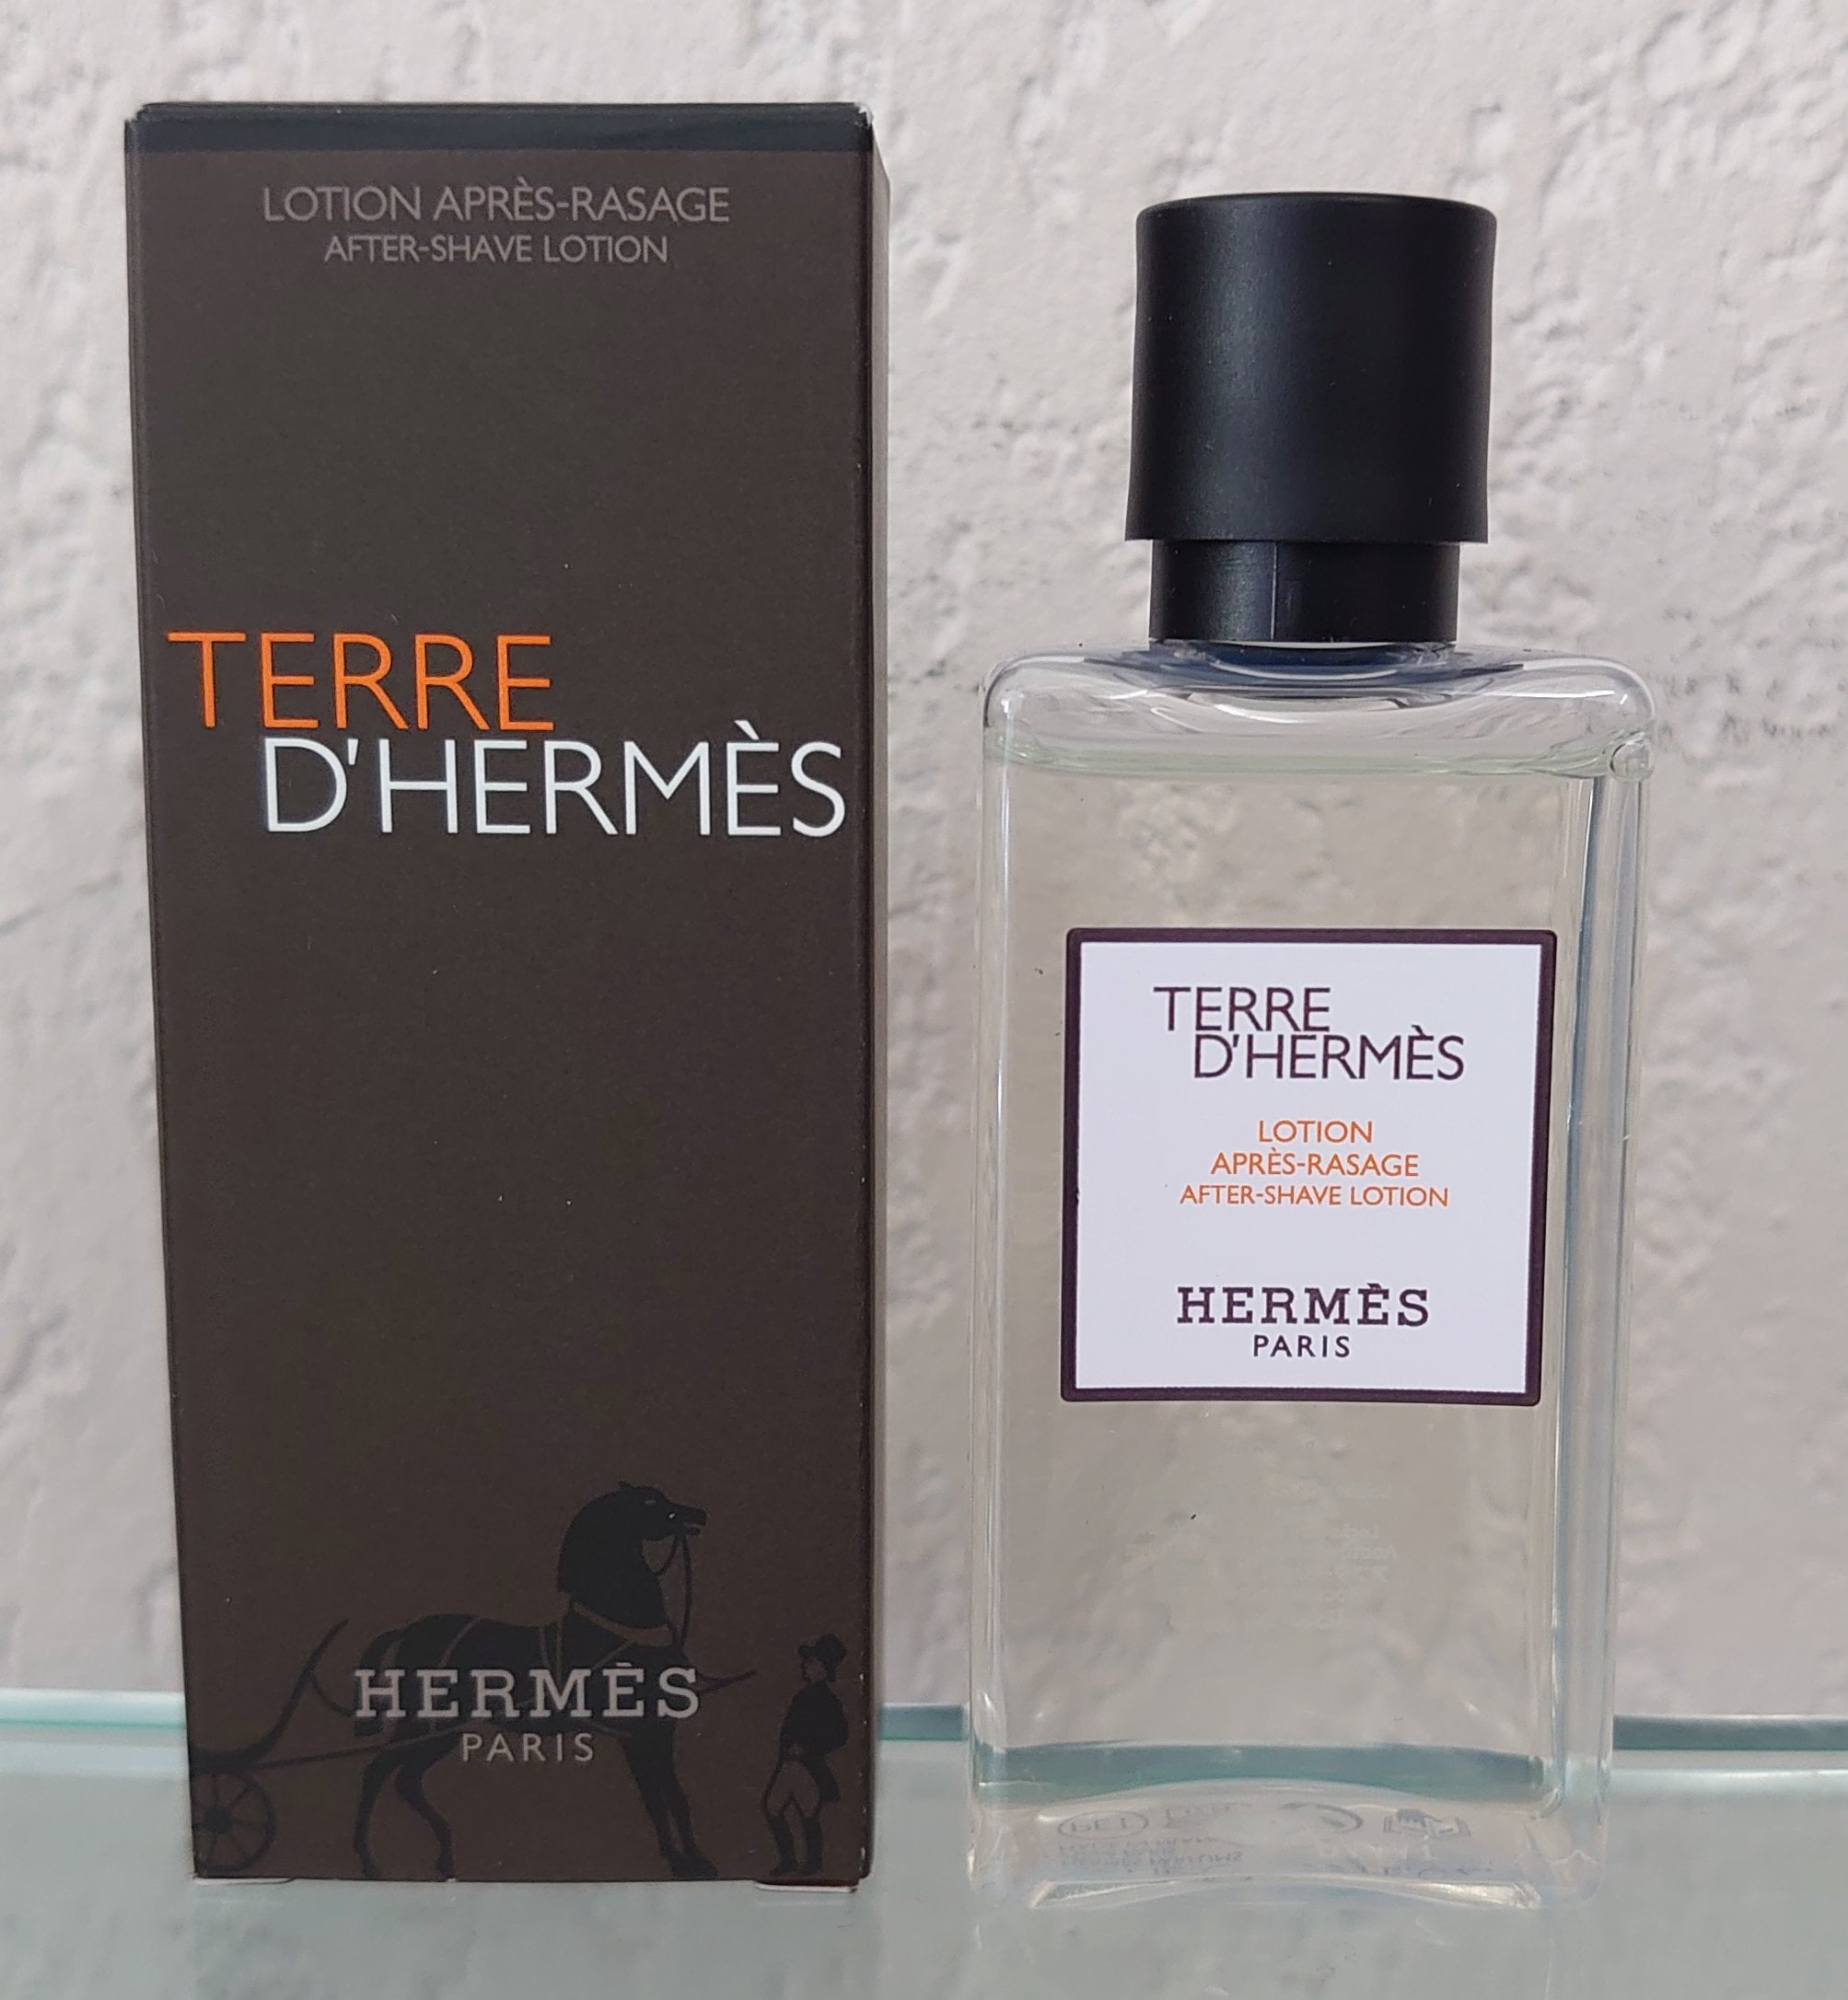 LOTION APRÈS-RASAGE
AFTER-SHAVE LOTION
TERRE
D'HERMÈS
HERMÈS
PARIS
TERRE
D'HERMÈS
LOTION
APRÈS-RASAGE
AFTER-SHAVE LOTION
HERMÈS
PARIS
PET